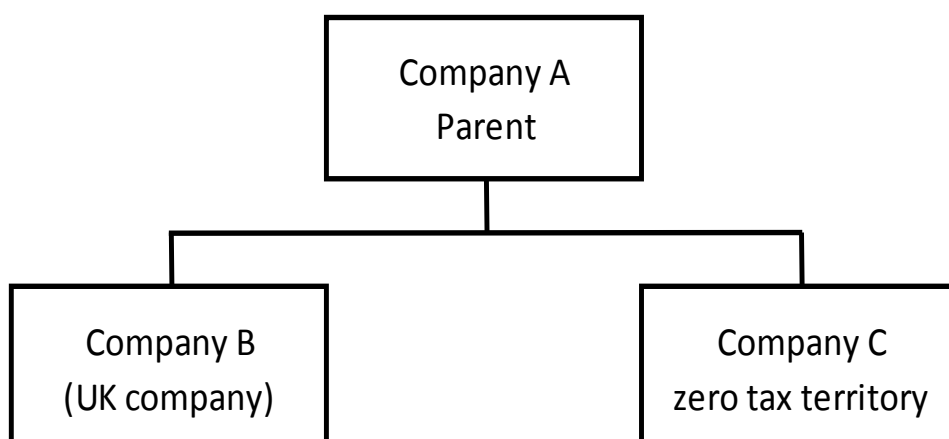 Company A
Parent
Company B
(UK company)
Company C
zero tax territory